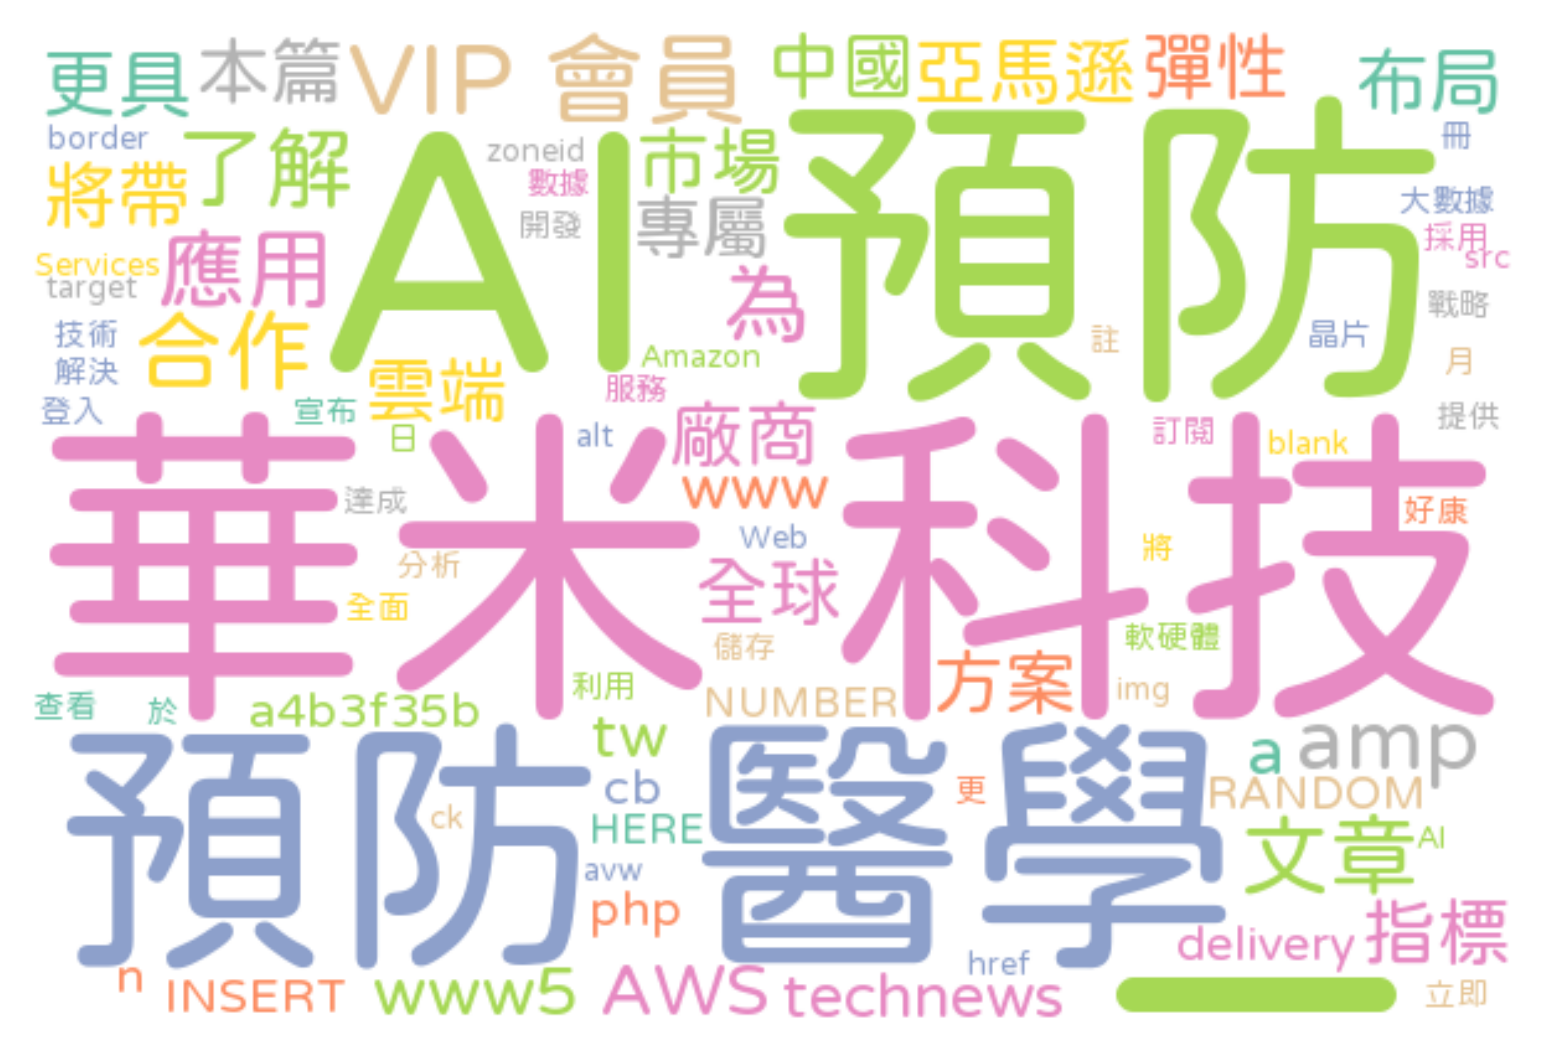 更具 本篇 VIP 會員 中國 亞馬遜 彈性 布局
border 了解 zoneid 市場 AI預防 冊
將帶 數據 大數據
開發 專屬 採用
Services 應用 src
target 為 戰略
技術 合作 註 晶片
解決 雲端 Amazon 月
登入 宣布 服務 提供
日 alt 廠商 訂閱 blank
華米科技
達成 www 好康
分析 Web 將
全面 全球
儲存 軟硬體
查看 於 a4b3f35b 利用 NUMBER 方案 img
tw a amp
預防醫學
ck cb 更 RANDOM
HERE 文章 AI
avw
php delivery 指標
n INSERT www5 AWS technews href 立即